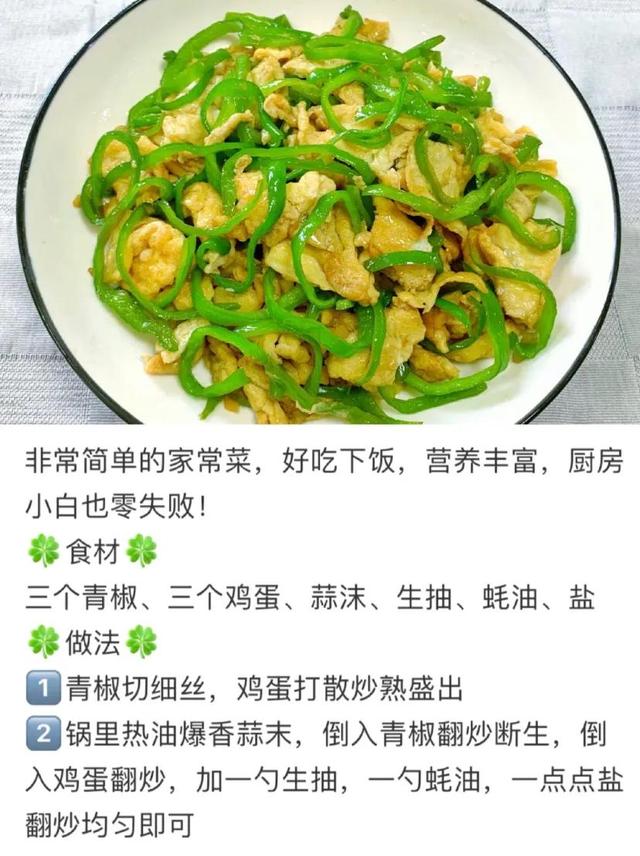 非常简单的家常菜，好吃下饭，营养丰富，厨房
小白也零失败！
🍀食材🍀
三个青椒、三个鸡蛋、蒜沫、生抽、蚝油、盐
🍀做法🍀
1️⃣青椒切细丝，鸡蛋打散炒熟盛出
2️⃣锅里热油爆香蒜末，倒入青椒翻炒断生，倒
入鸡蛋翻炒，加一勺生抽，一勺蚝油，一点点盐
翻炒均匀即可